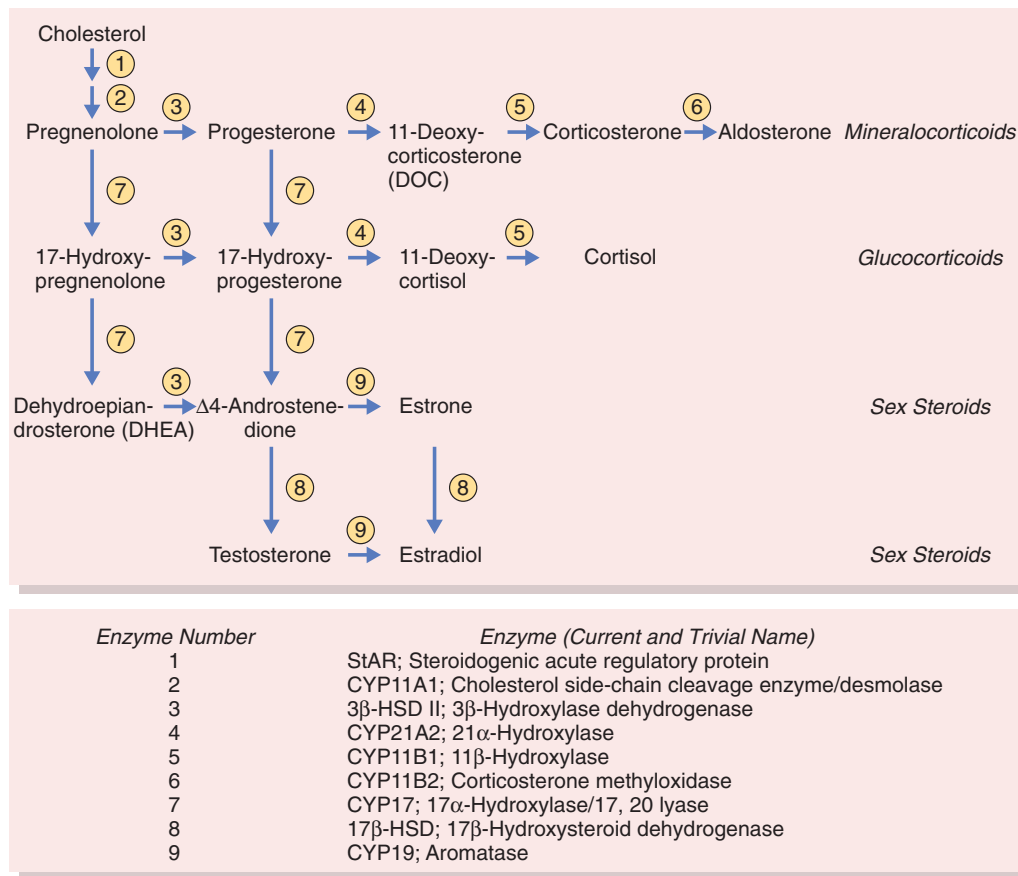 Cholesterol
1
2
3
4
5
6
Pregnenolone
Progesterone
11-Deoxy-
corticosterone
(DOC)
Corticosterone
Aldosterone
Mineralocorticoids
7
7
3
4
5
17-Hydroxy-
pregnenolone
17-Hydroxy-
progesterone
11-Deoxy-
cortisol
Cortisol
Glucocorticoids
7
7
3
9
Dehydroepian-
drosterone (DHEA)
Δ4-Androstene-
dione
Estrone
Sex Steroids
8
8
9
Testosterone
Estradiol
Sex Steroids
Enzyme Number Enzyme (Current and Trivial Name)
1 StAR; Steroidogenic acute regulatory protein
2 CYP11A1; Cholesterol side-chain cleavage enzyme/desmolase
3 3β-HSD II; 3β-Hydroxylase dehydrogenase
4 CYP21A2; 21α-Hydroxylase
5 CYP11B1; 11β-Hydroxylase
6 CYP11B2; Corticosterone methyloxidase
7 CYP17; 17α-Hydroxylase/17, 20 lyase
8 17β-HSD; 17β-Hydroxysteroid dehydrogenase
9 CYP19; Aromatase